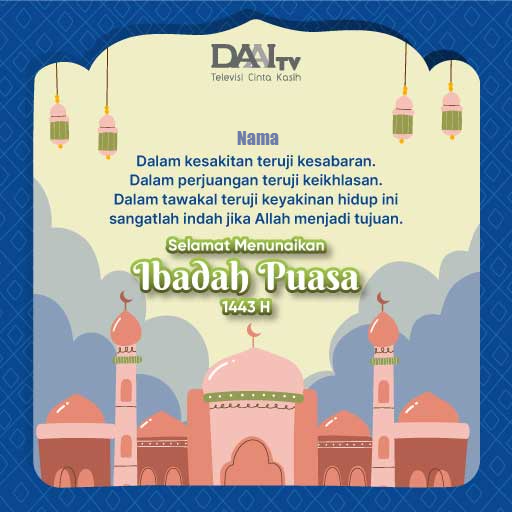 DAAI TV
Televisi Cinta Kasih
Nama
Dalam kesakitan teruji kesabaran.
Dalam perjuangan teruji keikhlasan.
Dalam tawakal teruji keyakinan hidup ini
sangatlah indah jika Allah menjadi tujuan.
Selamat Menunaikan
Ibadah Puasa
1443 H